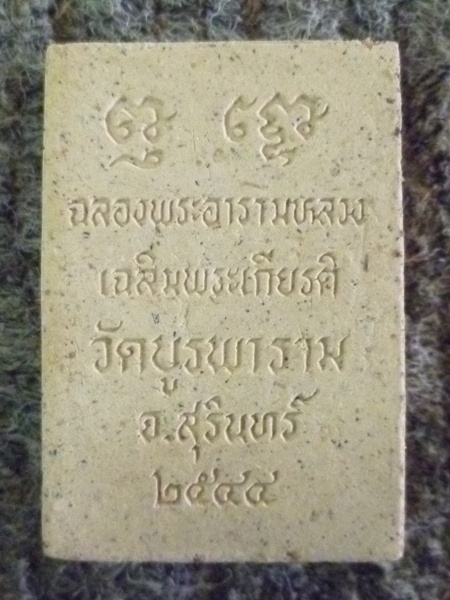 ฉลองพระอารามหลวง
เฉลิมพระเกียรติ
วัดบูรพาราม
จ.สุรินทร์
๒๕๔๔